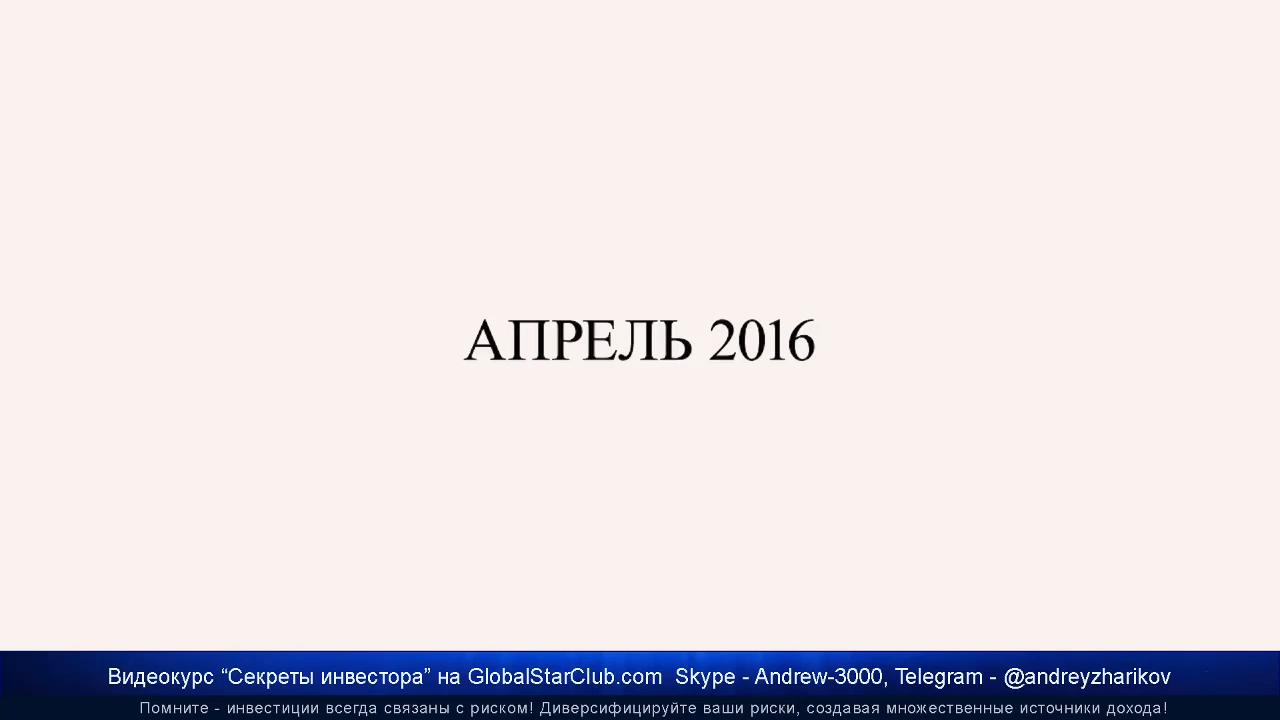 АПРЕЛЬ 2016
Видеокурс “Секреты инвестора” на GlobalStarClub.com Skype - Andrew-3000, Telegram - @andreyzharikov
Помните - инвестиции всегда связаны с риском! Диверсифицируйте ваши риски, создавая множественные источники дохода!